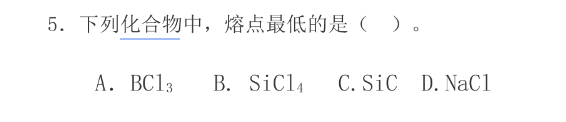 5. 下列化合物中，熔点最低的是（ ）。
A. BCl₃ B. SiCl₄ C.SiC D.NaCl